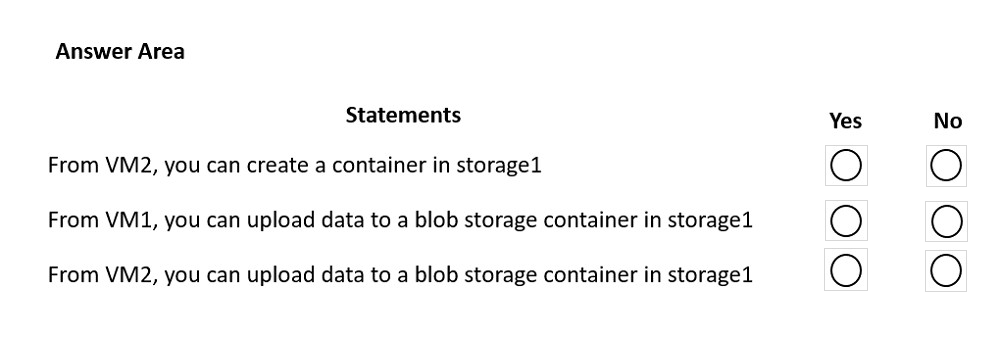 Answer Area
Statements Yes No
From VM2, you can create a container in storage1
From VM1, you can upload data to a blob storage container in storage1
From VM2, you can upload data to a blob storage container in storage1